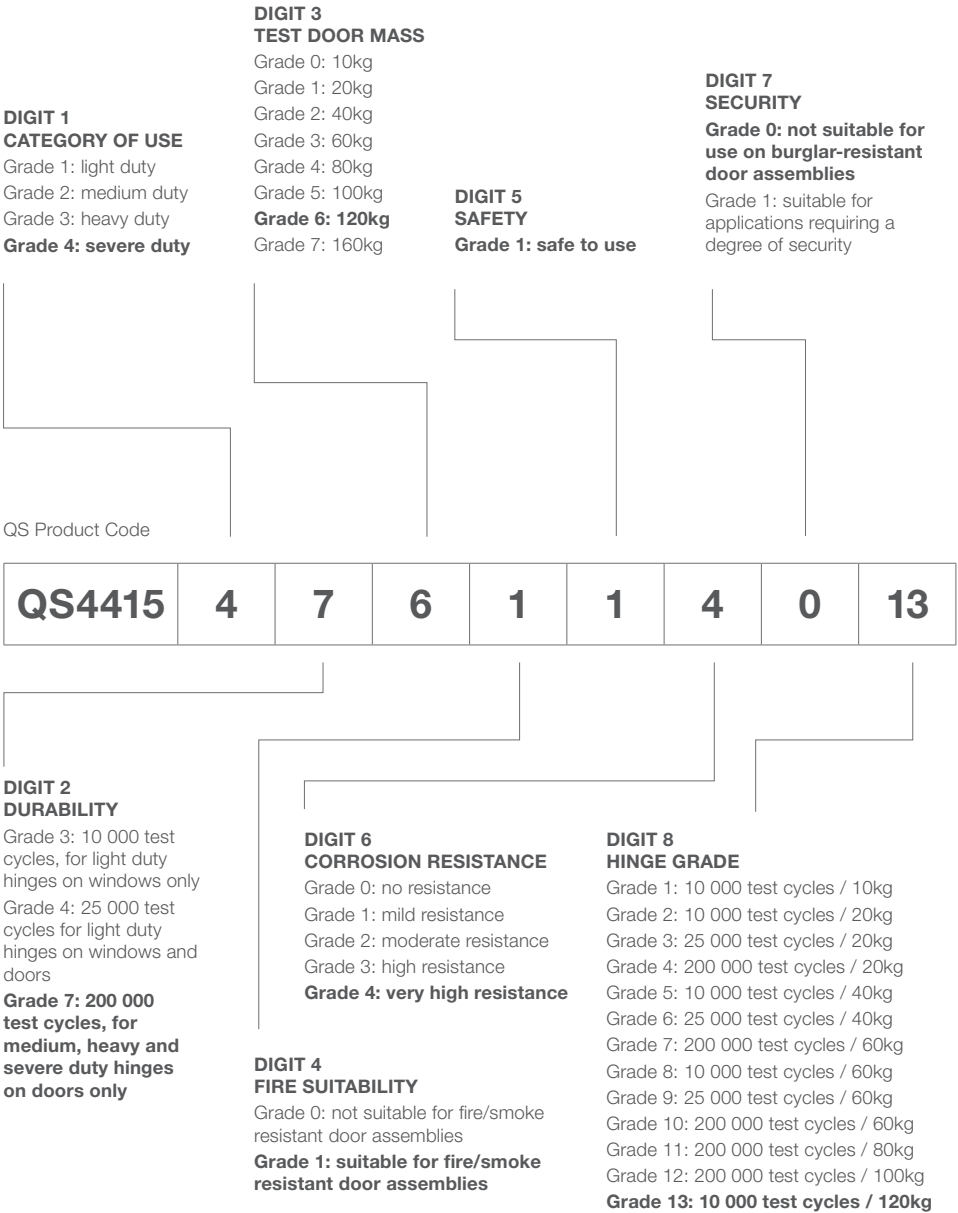 DIGIT 3
TEST DOOR MASS
Grade 0: 10kg
Grade 1: 20kg
Grade 2: 40kg
Grade 3: 60kg
Grade 4: 80kg
Grade 5: 100kg
Grade 6: 120kg
Grade 7: 160kg
DIGIT 7
SECURITY
Grade 0: not suitable for
use on burglar-resistant
door assemblies
Grade 1: suitable for
applications requiring a
degree of security
DIGIT 1
CATEGORY OF USE
Grade 1: light duty
Grade 2: medium duty
Grade 3: heavy duty
Grade 4: severe duty
DIGIT 5
SAFETY
Grade 1: safe to use
QS Product Code
QS4415 4 7 6 1 1 4 0 13
DIGIT 2
DURABILITY
Grade 3: 10 000 test
cycles, for light duty
hinges on windows only
Grade 4: 25 000 test
cycles for light duty
hinges on windows and
doors
Grade 7: 200 000
test cycles, for
medium, heavy and
severe duty hinges
on doors only
DIGIT 6
CORROSION RESISTANCE
Grade 0: no resistance
Grade 1: mild resistance
Grade 2: moderate resistance
Grade 3: high resistance
Grade 4: very high resistance
DIGIT 4
FIRE SUITABILITY
Grade 0: not suitable for fire/smoke
resistant door assemblies
Grade 1: suitable for fire/smoke
resistant door assemblies
DIGIT 8
HINGE GRADE
Grade 1: 10 000 test cycles / 10kg
Grade 2: 10 000 test cycles / 20kg
Grade 3: 25 000 test cycles / 20kg
Grade 4: 200 000 test cycles / 20kg
Grade 5: 10 000 test cycles / 40kg
Grade 6: 25 000 test cycles / 40kg
Grade 7: 200 000 test cycles / 60kg
Grade 8: 10 000 test cycles / 60kg
Grade 9: 25 000 test cycles / 60kg
Grade 10: 200 000 test cycles / 60kg
Grade 11: 200 000 test cycles / 80kg
Grade 12: 200 000 test cycles / 100kg
Grade 13: 10 000 test cycles / 120kg